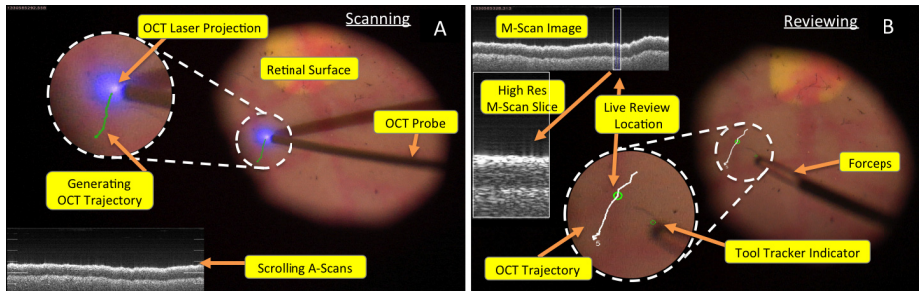 Scanning
A
OCT Laser Projection
Retinal Surface
OCT Probe
Generating
OCT Trajectory
Scrolling A-Scans
Reviewing
B
M-Scan Image
High Res
M-Scan Slice
Live Review
Location
Forceps
5
OCT Trajectory
Tool Tracker Indicator